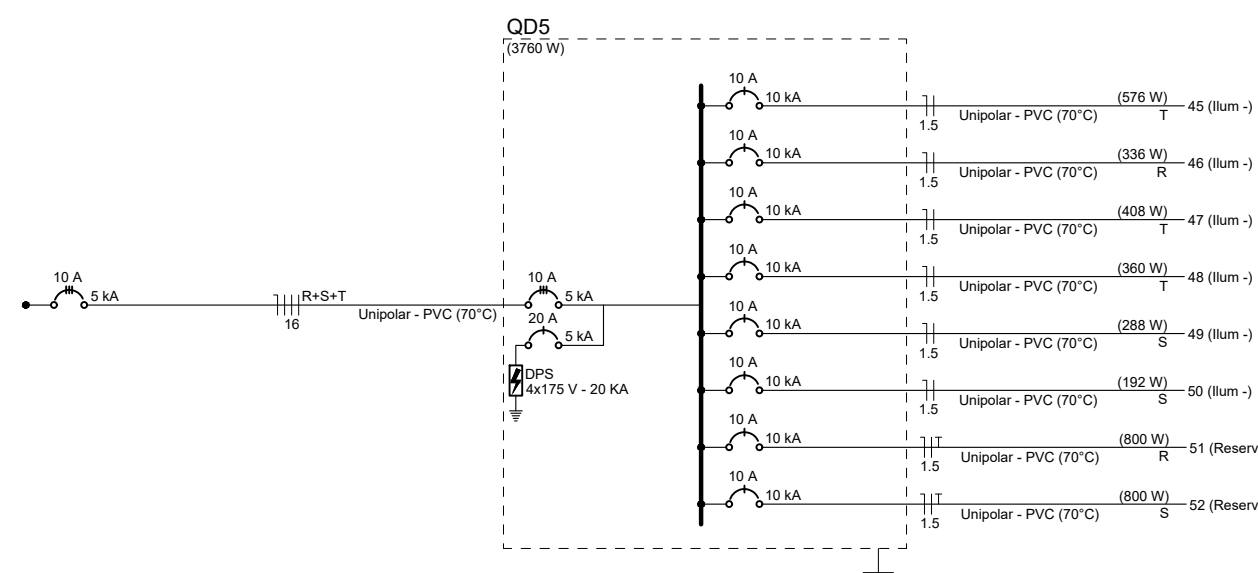 QD5
(3760 W)
10 A
10 kA
1.5
Unipolar - PVC (70°C)
(576 W)
T
45 (Ilum -)
10 A
10 kA
1.5
Unipolar - PVC (70°C)
(336 W)
R
46 (Ilum -)
10 A
10 kA
1.5
Unipolar - PVC (70°C)
(408 W)
T
47 (Ilum -)
10 A
10 kA
1.5
Unipolar - PVC (70°C)
(360 W)
T
48 (Ilum -)
10 A
5 kA
R+S+T
16
Unipolar - PVC (70°C)
10 A
5 kA
20 A
5 kA
DPS
4x175 V - 20 KA
10 A
10 kA
1.5
Unipolar - PVC (70°C)
(288 W)
S
49 (Ilum -)
10 A
10 kA
1.5
Unipolar - PVC (70°C)
(192 W)
S
50 (Ilum -)
10 A
10 kA
T
1.5
Unipolar - PVC (70°C)
(800 W)
R
51 (Reserv
10 A
10 kA
T
1.5
Unipolar - PVC (70°C)
(800 W)
S
52 (Reserv